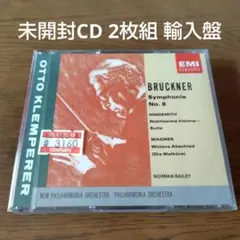 未開封CD 2枚組 輸入盤
OTTO KLEMPERER
EMI
CLASSICS
BRUCKNER
Symphonie
No. 8
HINDEMITH
Nobilissima Visione -
Suite
WAGNER
Wotans Abschied
(Die Walküre)
NORMAN BAILEY
NEW PHILHARMONIA ORCHESTRA · PHILHARMONIA ORCHESTRA